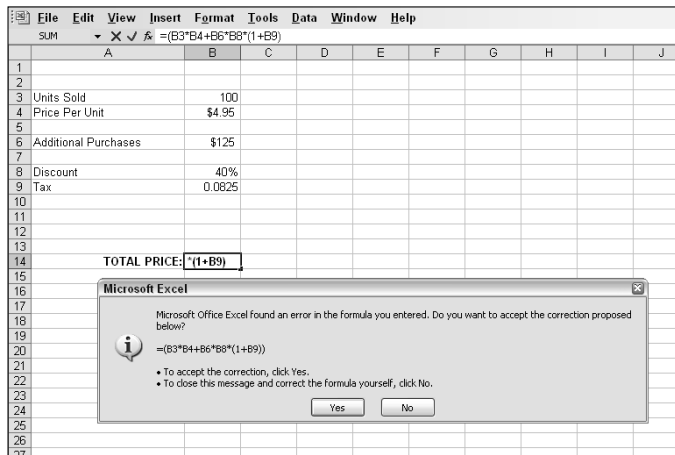 File Edit View Insert Format Tools Data Window Help
SUM =(B3*B4+B6*B8*(1+B9)
A B C D E F G H I J
1
2
3 Units Sold 100
4 Price Per Unit $4.95
5
6 Additional Purchases $125
7
8 Discount 40%
9 Tax 0.0825
10
11
12
13
14 TOTAL PRICE: *(1+B9)
15
16 Microsoft Excel
17
18 Microsoft Office Excel found an error in the formula you entered. Do you want to accept the correction proposed
19 below?
20 =(B3*B4+B6*B8*(1+B9))
21 • To accept the correction, click Yes.
22 • To close this message and correct the formula yourself, click No.
23
24 Yes No
25
26
27